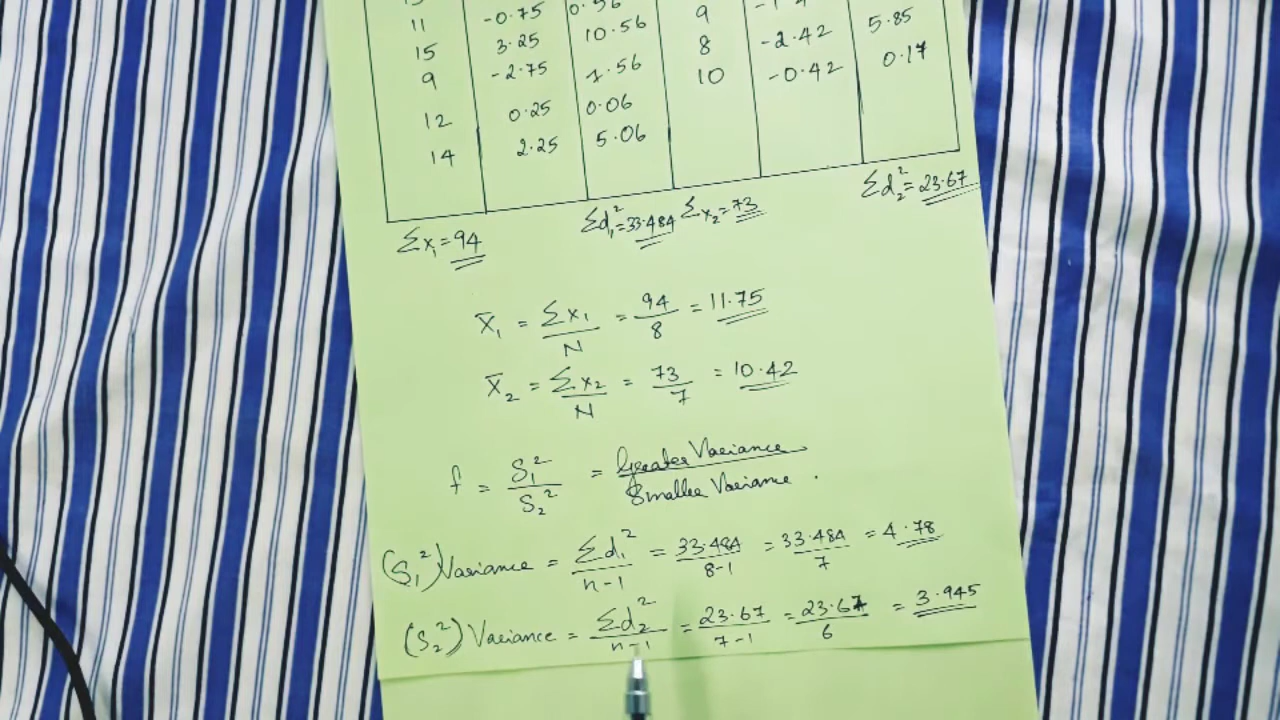 11 -0.75 0.56 9
15 3.25 10.56 8 -2.42 5.85
9 -2.75 7.56 10 -0.42 0.17
12 0.25 0.06
14 2.25 5.06
Σx₁=94 Σd₁²=33.484 Σx₂=73 Σd₂²=23.67
X̄₁ = Σx₁/N = 94/8 = 11.75
X̄₂ = Σx₂/N = 73/7 = 10.42
f = S₁²/S₂² = Greater Variance/Smaller Variance.
(S₁²) Variance = Σd₁²/n-1 = 33.484/8-1 = 33.484/7 = 4.78
(S₂²) Variance = Σd₂²/n-1 = 23.67/7-1 = 23.67/6 = 3.945